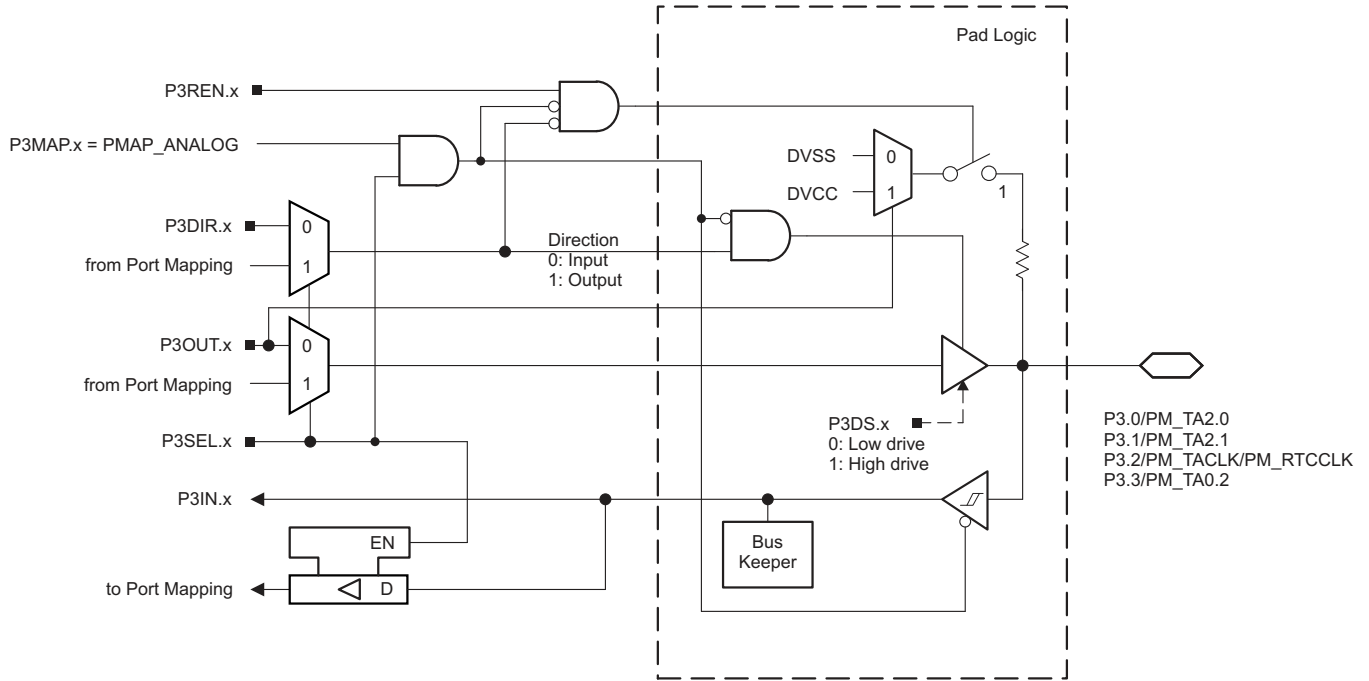 Pad Logic
P3REN.x
P3MAP.x = PMAP_ANALOG
DVSS
0
DVCC
1
1
P3DIR.x
0
from Port Mapping
1
Direction
0: Input
1: Output
P3OUT.x
0
from Port Mapping
1
P3DS.x
0: Low drive
1: High drive
P3.0/PM_TA2.0
P3.1/PM_TA2.1
P3.2/PM_TACLK/PM_RTCCLK
P3.3/PM_TA0.2
P3SEL.x
P3IN.x
EN
Bus
Keeper
to Port Mapping
D